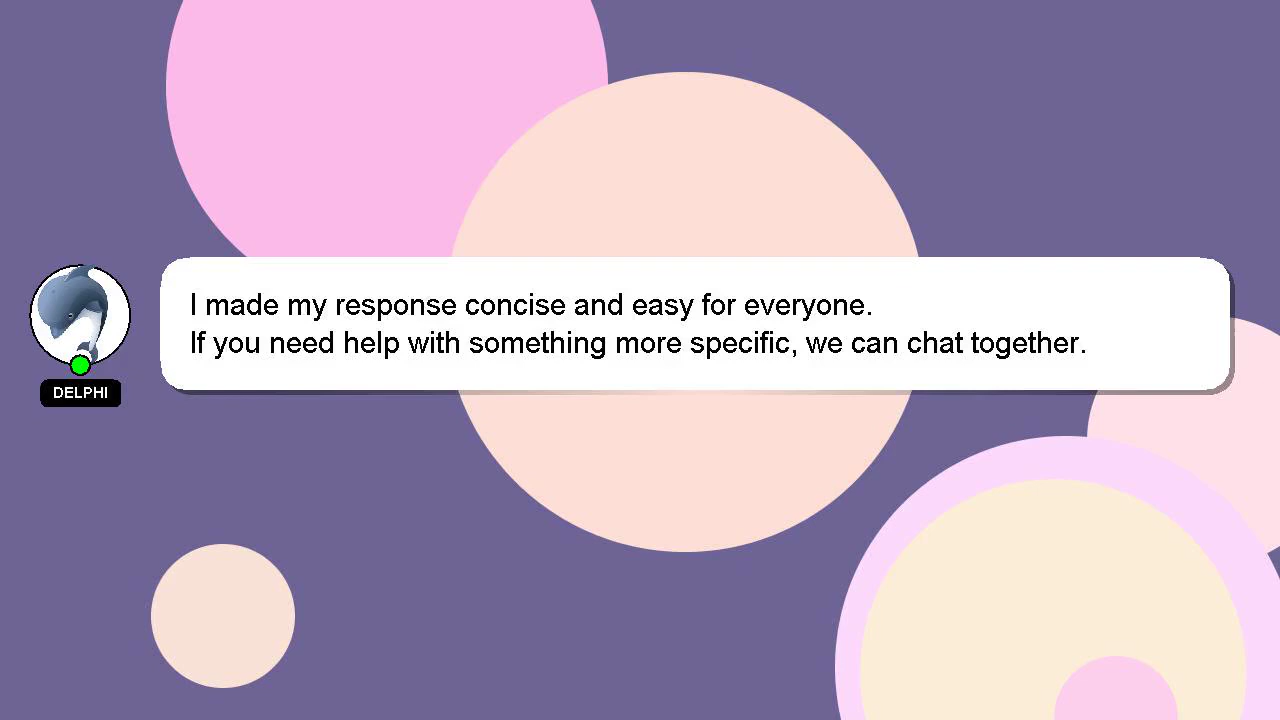 I made my response concise and easy for everyone.
If you need help with something more specific, we can chat together.
DELPHI